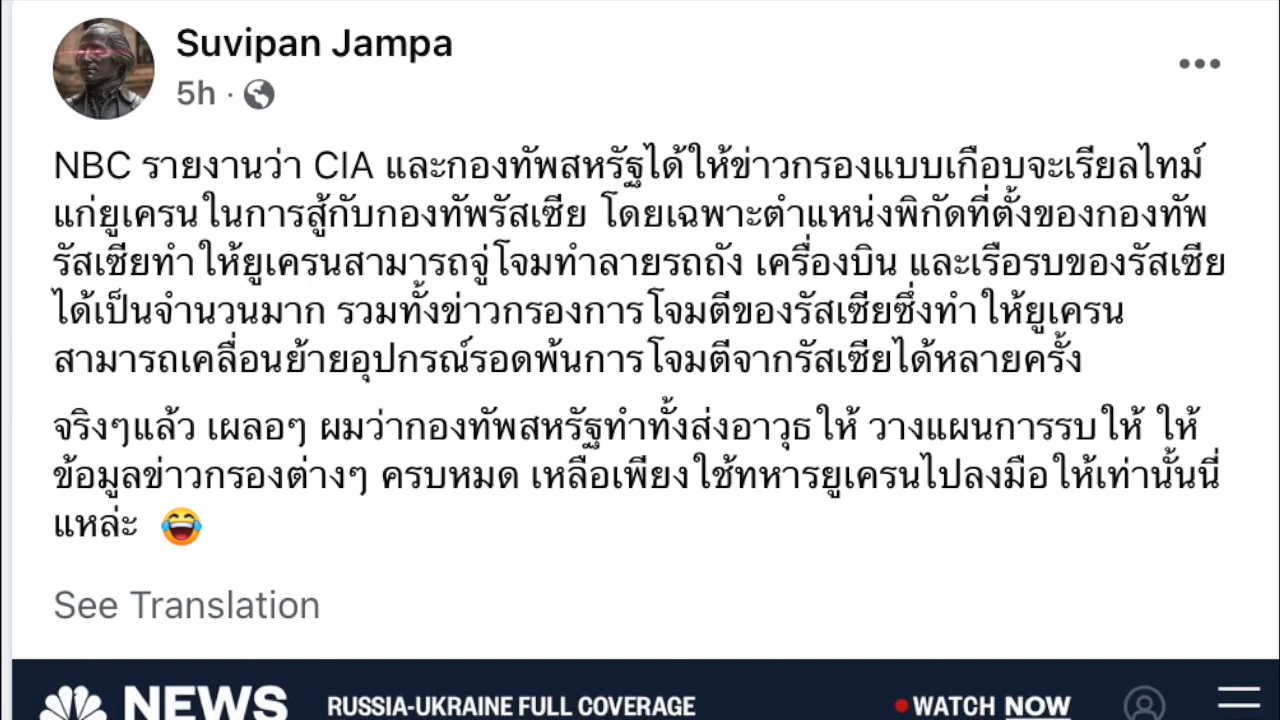 Suvipan Jampa
5h ·
NBC รายงานว่า CIA และกองทัพสหรัฐได้ให้ข่าวกรองแบบเกือบจะเรียลไทม์
แก่ยูเครนในการสู้กับกองทัพรัสเซีย โดยเฉพาะตำแหน่งพิกัดที่ตั้งของกองทัพ
รัสเซียทำให้ยูเครนสามารถจู่โจมทำลายรถถัง เครื่องบิน และเรือรบของรัสเซีย
ได้เป็นจำนวนมาก รวมทั้งข่าวกรองการโจมตีของรัสเซียซึ่งทำให้ยูเครน
สามารถเคลื่อนย้ายอุปกรณ์รอดพ้นการโจมตีจากรัสเซียได้หลายครั้ง
จริงๆแล้ว เผลอๆ ผมว่ากองทัพสหรัฐทำทั้งส่งอาวุธให้ วางแผนการรบให้ ให้
ข้อมูลข่าวกรองต่างๆ ครบหมด เหลือเพียงใช้ทหารยูเครนไปลงมือให้เท่านั้นนี่
แหล่ะ 😂
See Translation
NEWS RUSSIA-UKRAINE FULL COVERAGE WATCH NOW